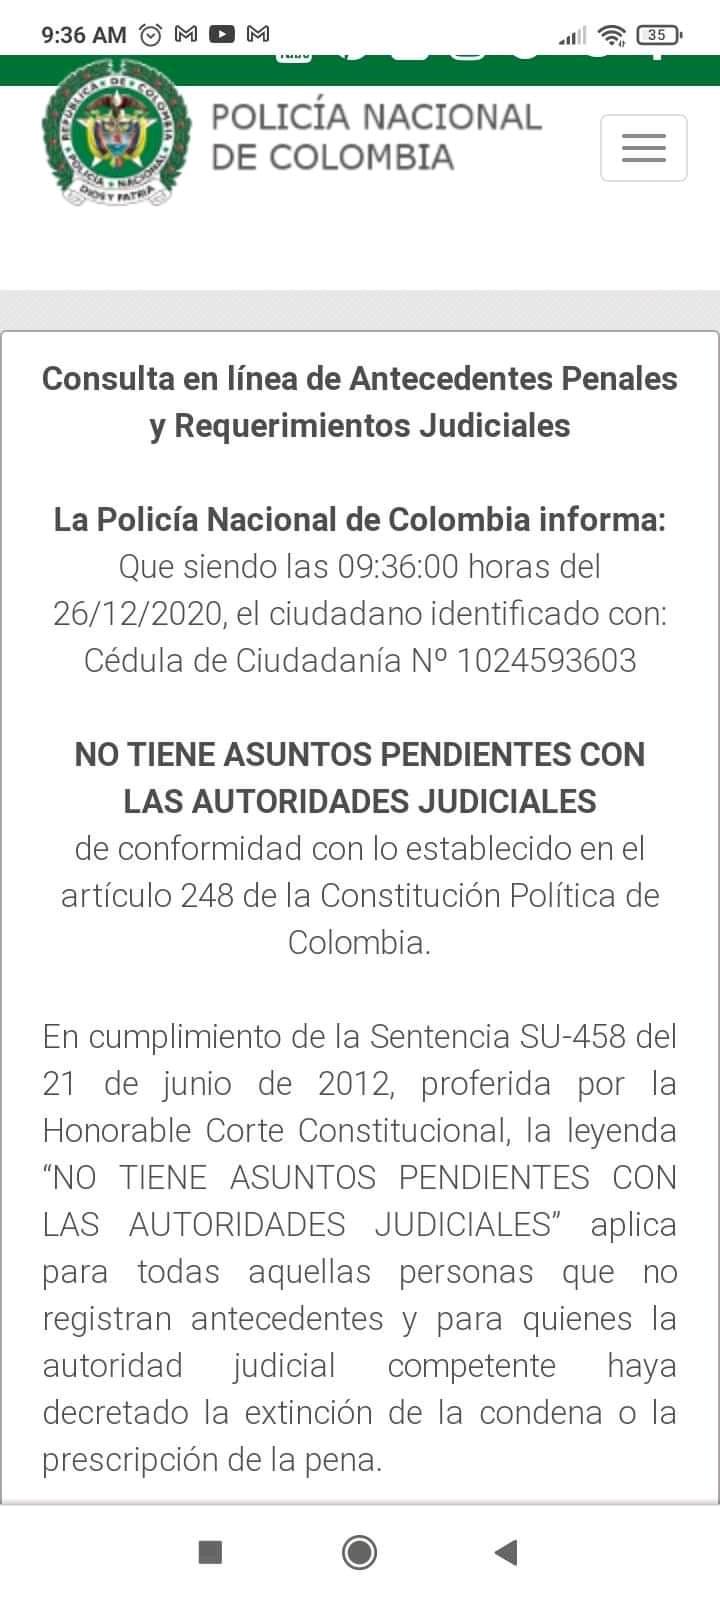 9:36 AM
35
REPÚBLICA DE COLOMBIA
POLICÍA NACIONAL
DIOS Y PATRIA
POLICÍA NACIONAL
DE COLOMBIA
Consulta en línea de Antecedentes Penales
y Requerimientos Judiciales
La Policía Nacional de Colombia informa:
Que siendo las 09:36:00 horas del
26/12/2020, el ciudadano identificado con:
Cédula de Ciudadanía Nº 1024593603
NO TIENE ASUNTOS PENDIENTES CON
LAS AUTORIDADES JUDICIALES
de conformidad con lo establecido en el
artículo 248 de la Constitución Política de
Colombia.
En cumplimiento de la Sentencia SU-458 del
21 de junio de 2012, proferida por la
Honorable Corte Constitucional, la leyenda
“NO TIENE ASUNTOS PENDIENTES CON
LAS AUTORIDADES JUDICIALES” aplica
para todas aquellas personas que no
registran antecedentes y para quienes la
autoridad judicial competente haya
decretado la extinción de la condena o la
prescripción de la pena.